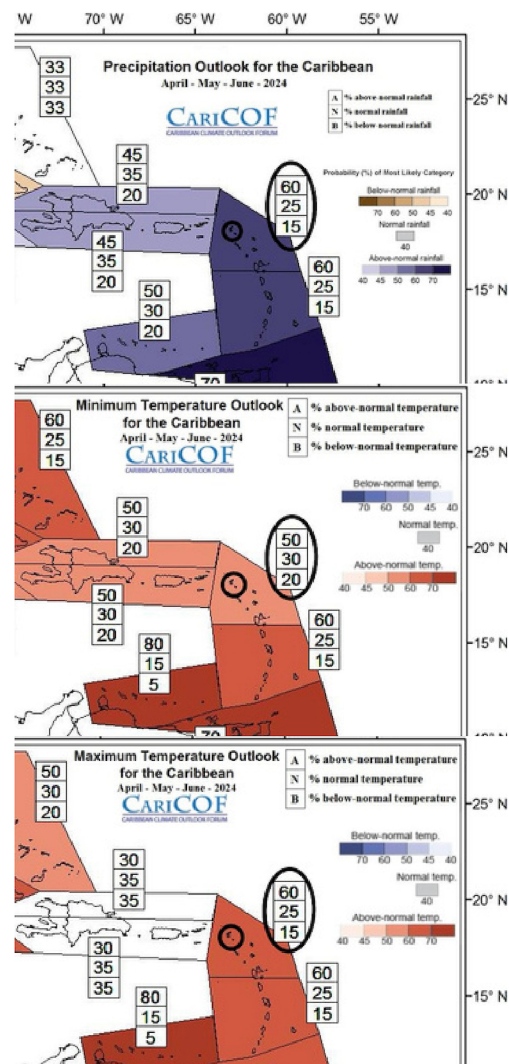 W 70° W 65° W 60° W 55° W
Precipitation Outlook for the Caribbean
April - May - June - 2024
CARICOF
CARIBBEAN CLIMATE OUTLOOK FORUM
A % above-normal rainfall
N % normal rainfall
B % below-normal rainfall
Probability (%) of Most Likely Category
Below-normal rainfall
70 60 50 45 40
Normal rainfall
40
Above-normal rainfall
40 45 50 60 70
33
33
33
45
35
20
60
25
15
45
35
20
50
30
20
60
25
15
70
25° N
20° N
15° N
10° N
Minimum Temperature Outlook
for the Caribbean
April - May - June - 2024
CARICOF
CARIBBEAN CLIMATE OUTLOOK FORUM
A % above-normal temperature
N % normal temperature
B % below-normal temperature
Below-normal temp.
70 60 50 45 40
Normal temp.
40
Above-normal temp.
40 45 50 60 70
60
25
15
50
30
20
50
30
20
50
30
20
80
15
5
60
25
15
70
25° N
20° N
15° N
10° N
Maximum Temperature Outlook
for the Caribbean
April - May - June - 2024
CARICOF
CARIBBEAN CLIMATE OUTLOOK FORUM
A % above-normal temperature
N % normal temperature
B % below-normal temperature
Below-normal temp.
70 60 50 45 40
Normal temp.
40
Above-normal temp.
40 45 50 60 70
50
30
20
30
35
35
60
25
15
30
35
35
80
15
5
60
25
15
25° N
20° N
15° N